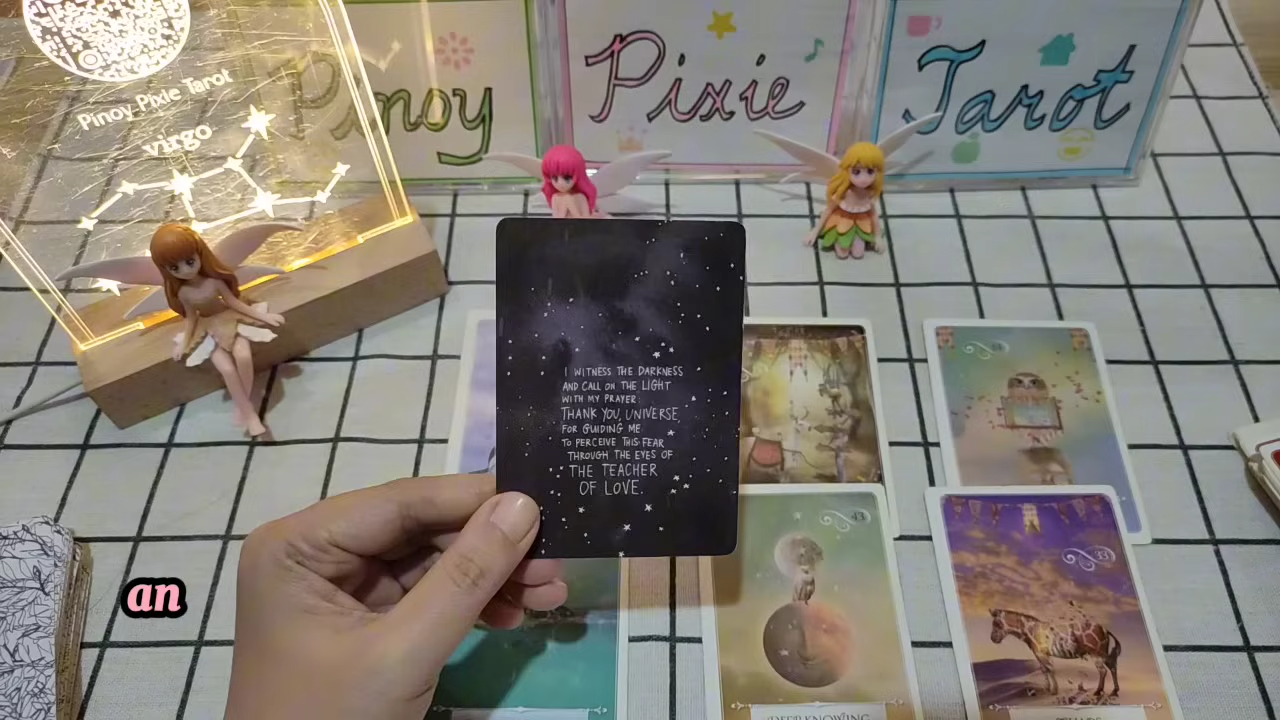 Pinoy Pixie Tarot
virgo
Pinoy
Pixie
Tarot
I WITNESS THE DARKNESS
AND CALL ON THE LIGHT
WITH MY PRAYER:
THANK YOU, UNIVERSE
FOR GUIDING ME
TO PERCEIVE THIS FEAR
THROUGH THE EYES OF
THE TEACHER
OF LOVE.
43
33
DEEP KNOWING
an